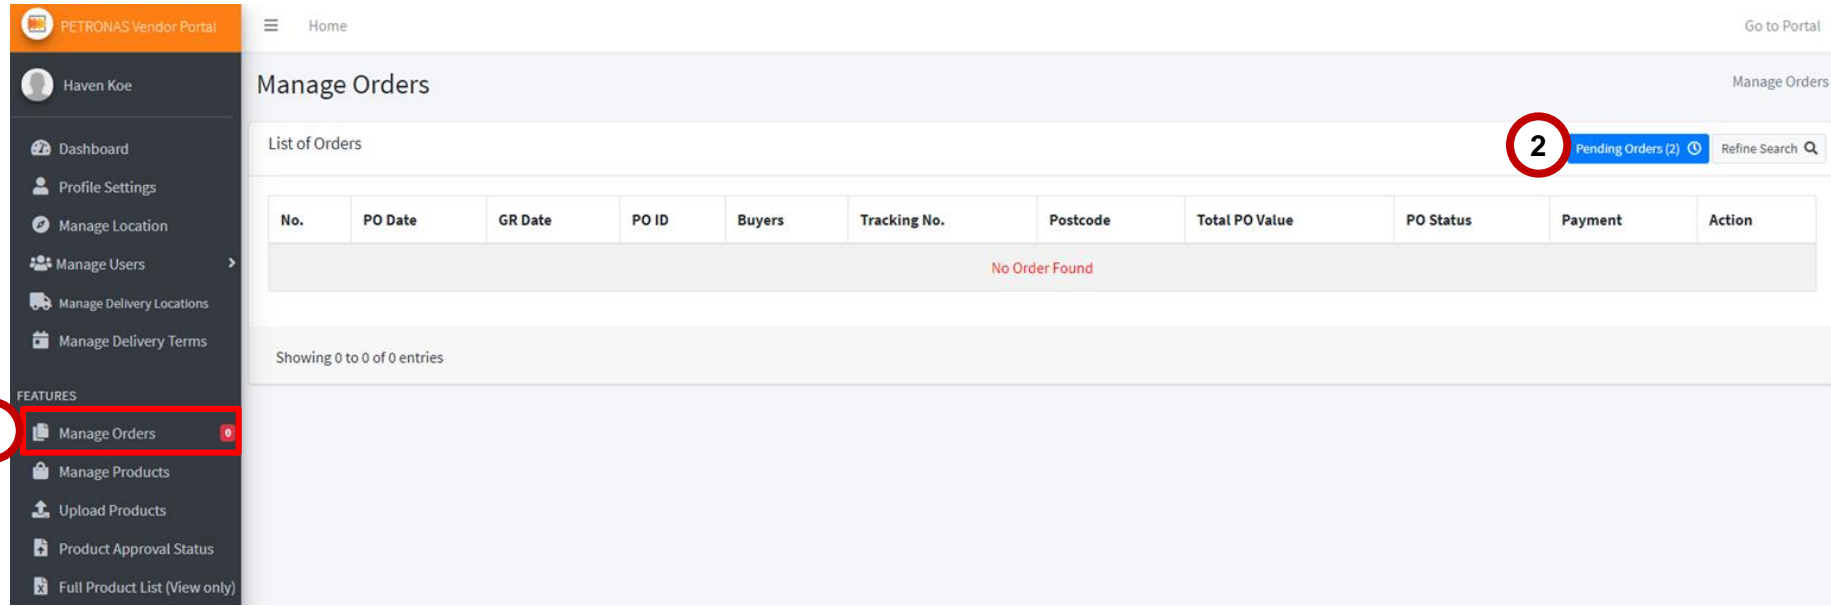 PETRONAS Vendor Portal
Home
Go to Portal
Haven Koe
Manage Orders
Manage Orders
Dashboard
Profile Settings
Manage Location
Manage Users
Manage Delivery Locations
Manage Delivery Terms
FEATURES
Manage Orders 0
Manage Products
Upload Products
Product Approval Status
Full Product List (View only)
List of Orders
2
Pending Orders (2)
Refine Search
No. PO Date GR Date PO ID Buyers Tracking No. Postcode Total PO Value PO Status Payment Action
No Order Found
Showing 0 to 0 of 0 entries